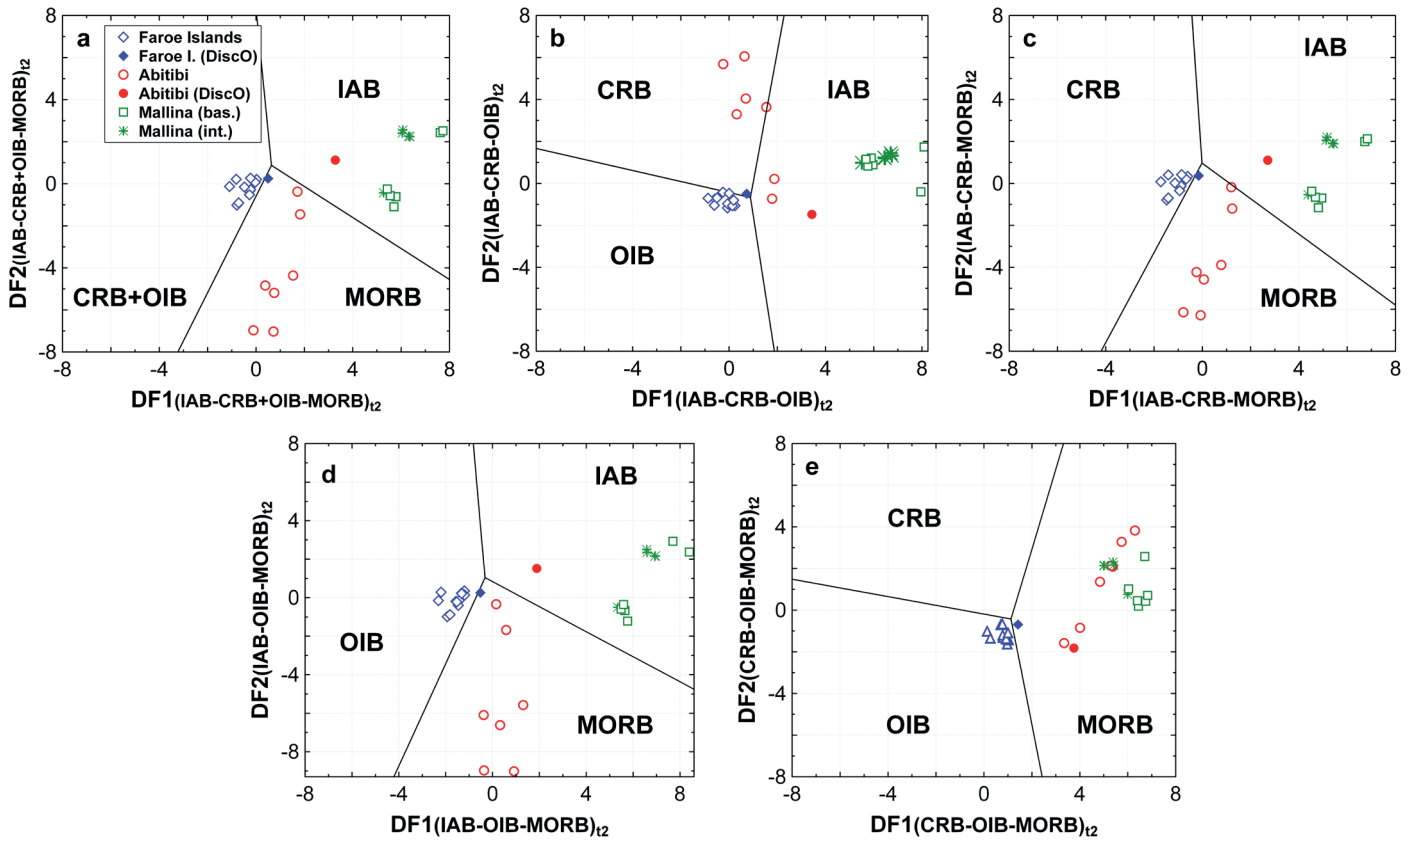 a
Faroe Islands
Faroe I. (DiscO)
Abitibi
Abitibi (DiscO)
Mallina (bas.)
Mallina (int.)
IAB
CRB+OIB
MORB
8
4
0
-4
-8
-8 -4 0 4 8
DF2(IAB-CRB+OIB-MORB)t2
DF1(IAB-CRB+OIB-MORB)t2
b
CRB
IAB
OIB
8
4
0
-4
-8
-8 -4 0 4 8
DF2(IAB-CRB-OIB)t2
DF1(IAB-CRB-OIB)t2
c
IAB
CRB
MORB
8
4
0
-4
-8
-8 -4 0 4 8
DF2(IAB-CRB-MORB)t2
DF1(IAB-CRB-MORB)t2
d
IAB
OIB
MORB
8
4
0
-4
-8
-8 -4 0 4 8
DF2(IAB-OIB-MORB)t2
DF1(IAB-OIB-MORB)t2
e
CRB
OIB
MORB
8
4
0
-4
-8
-8 -4 0 4 8
DF2(CRB-OIB-MORB)t2
DF1(CRB-OIB-MORB)t2